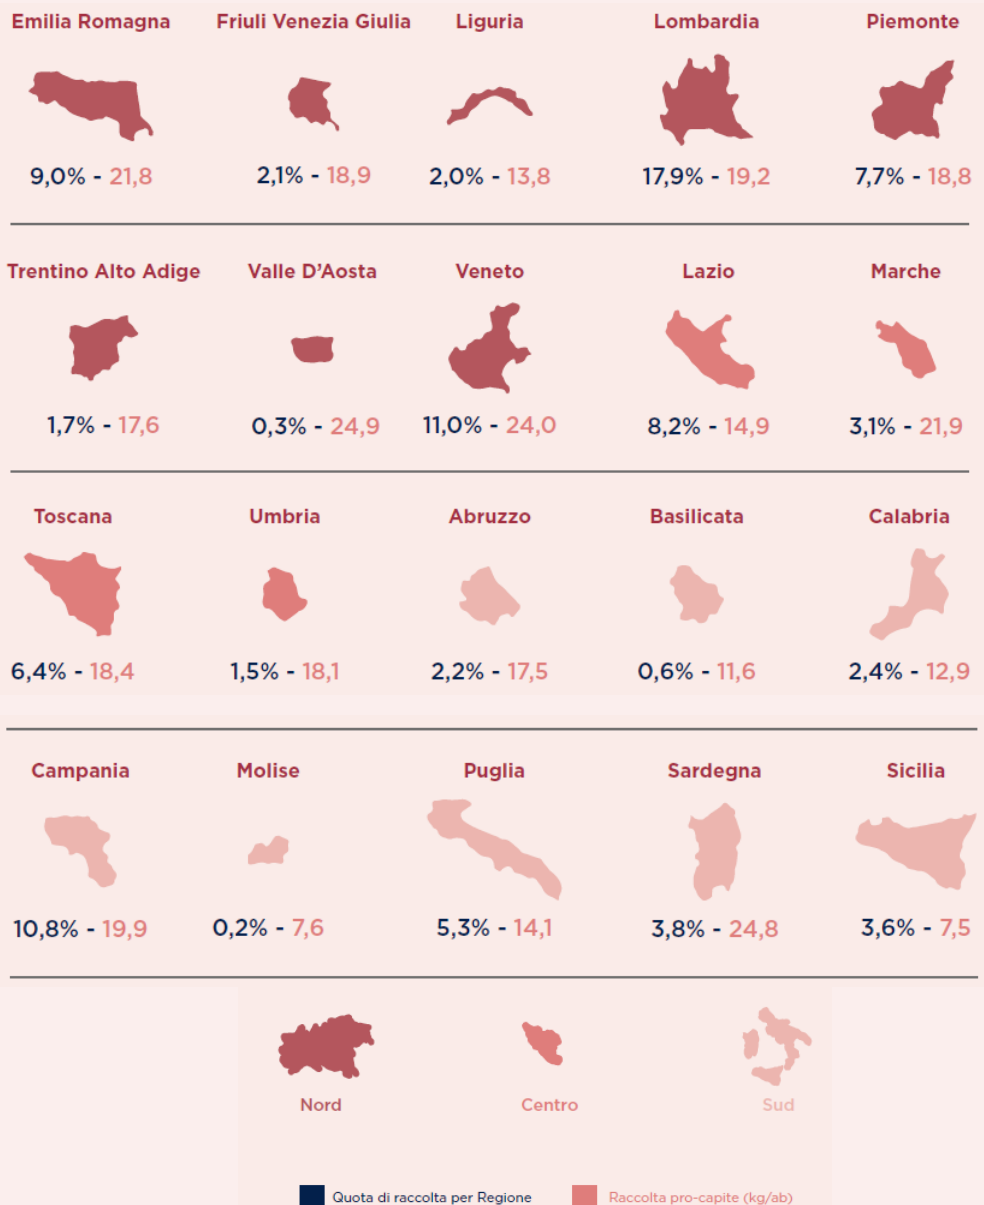 Emilia Romagna Friuli Venezia Giulia Liguria Lombardia Piemonte
9,0% - 21,8 2,1% - 18,9 2,0% - 13,8 17,9% - 19,2 7,7% - 18,8
Trentino Alto Adige Valle D'Aosta Veneto Lazio Marche
1,7% - 17,6 0,3% - 24,9 11,0% - 24,0 8,2% - 14,9 3,1% - 21,9
Toscana Umbria Abruzzo Basilicata Calabria
6,4% - 18,4 1,5% - 18,1 2,2% - 17,5 0,6% - 11,6 2,4% - 12,9
Campania Molise Puglia Sardegna Sicilia
10,8% - 19,9 0,2% - 7,6 5,3% - 14,1 3,8% - 24,8 3,6% - 7,5
Nord Centro Sud
Quota di raccolta per Regione Raccolta pro-capite (kg/ab)